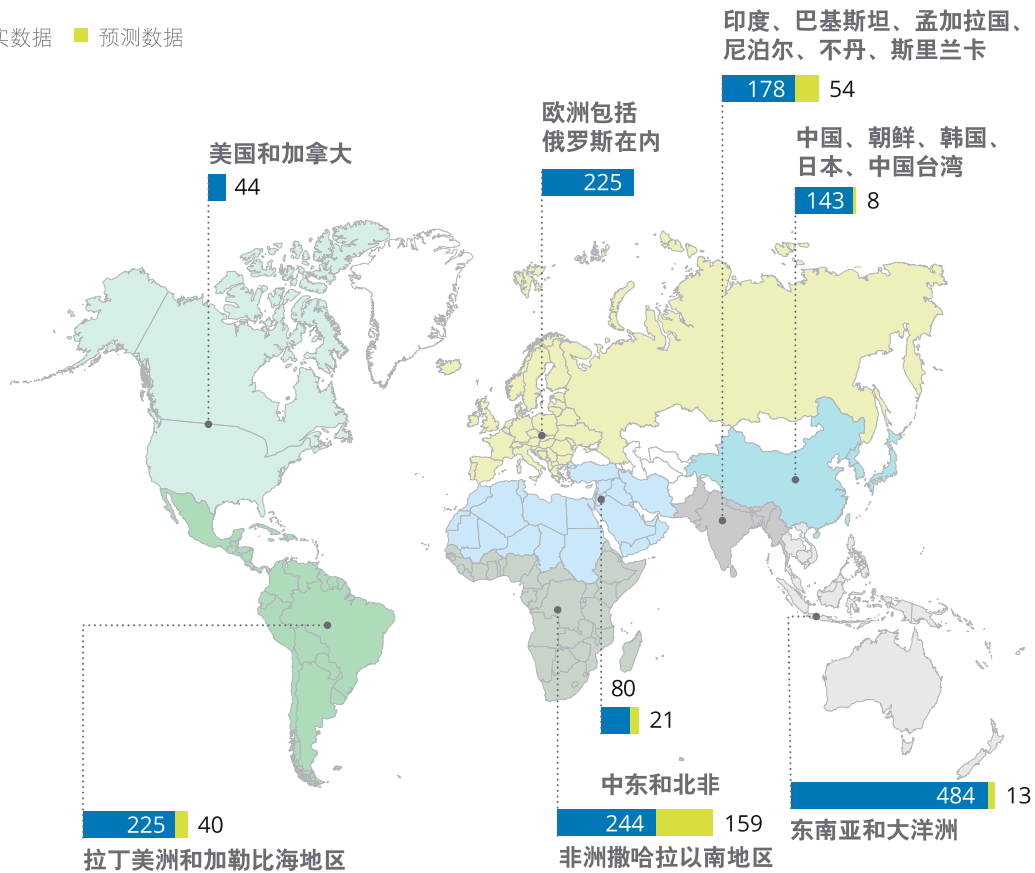 数据 预测数据
印度、巴基斯坦、孟加拉国、
尼泊尔、不丹、斯里兰卡
178 54
欧洲包括
俄罗斯在内
225
中国、朝鲜、韩国、
日本、中国台湾
143 8
美国和加拿大
44
80
21
中东和北非
484 13
东南亚和大洋洲
225 40
拉丁美洲和加勒比海地区
244 159
非洲撒哈拉以南地区